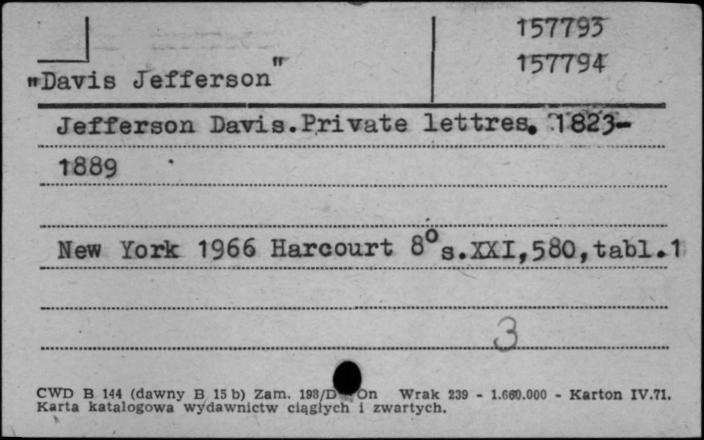 157793
157794
"Davis Jefferson"
Jefferson Davis.Private lettres. 1823-
1889
New York 1966 Harcourt 8° s.XXI,580,tabl.1
3
CWD B 144 (dawny B 15 b) Zam. 198/D On Wrak 239 - 1.660.000 - Karton IV.71.
Karta katalogowa wydawnictw ciągłych i zwartych.